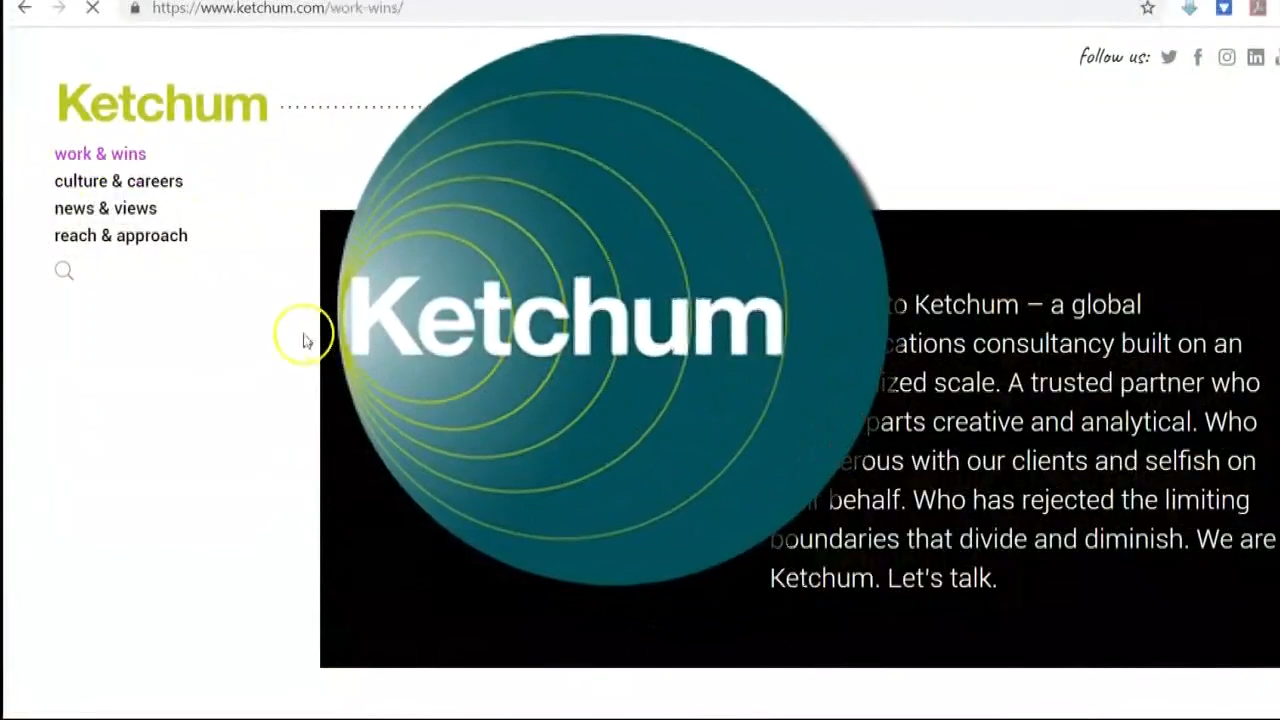 https://www.ketchum.com/work-wins/
follow us:
Ketchum
work & wins
culture & careers
news & views
reach & approach
Ketchum
to Ketchum – a global
cations consultancy built on an
ized scale. A trusted partner who
parts creative and analytical. Who
erous with our clients and selfish on
behalf. Who has rejected the limiting
boundaries that divide and diminish. We are
Ketchum. Let's talk.